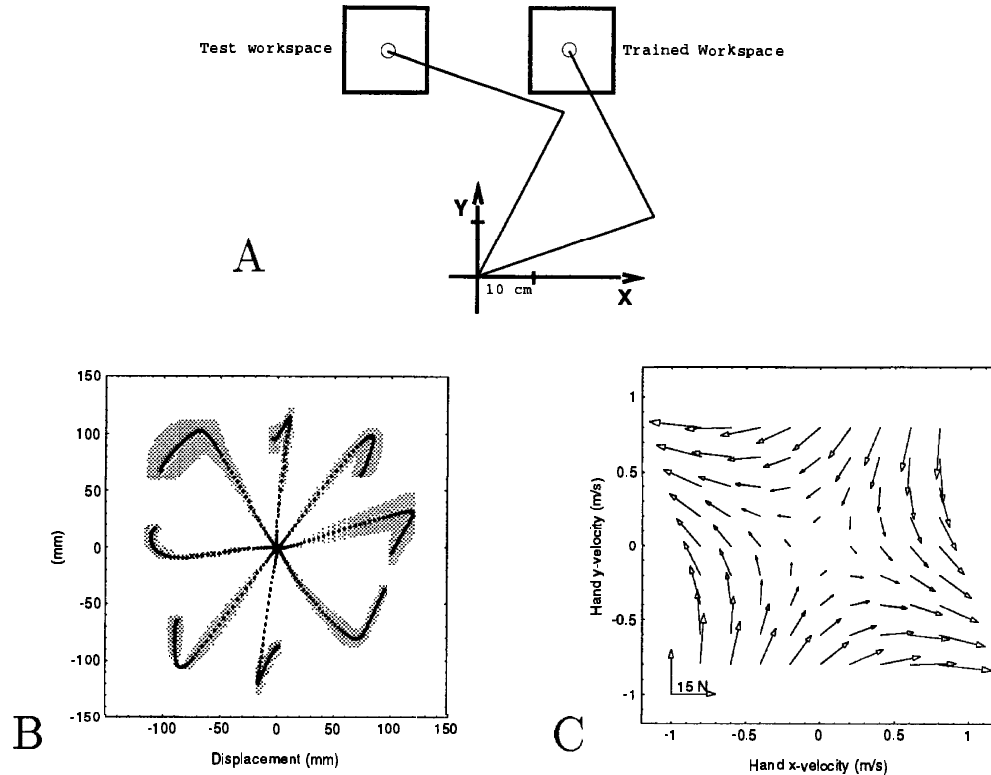 Test workspace
Trained Workspace
Y
10 cm
X
A
150
100
50
0
-50
-100
-150
(mm)
-100 -50 0 50 100 150
Displacement (mm)
B
1
0.5
0
-0.5
-1
Hand y-velocity (m/s)
15 N
-1 -0.5 0 0.5 1
Hand x-velocity (m/s)
C